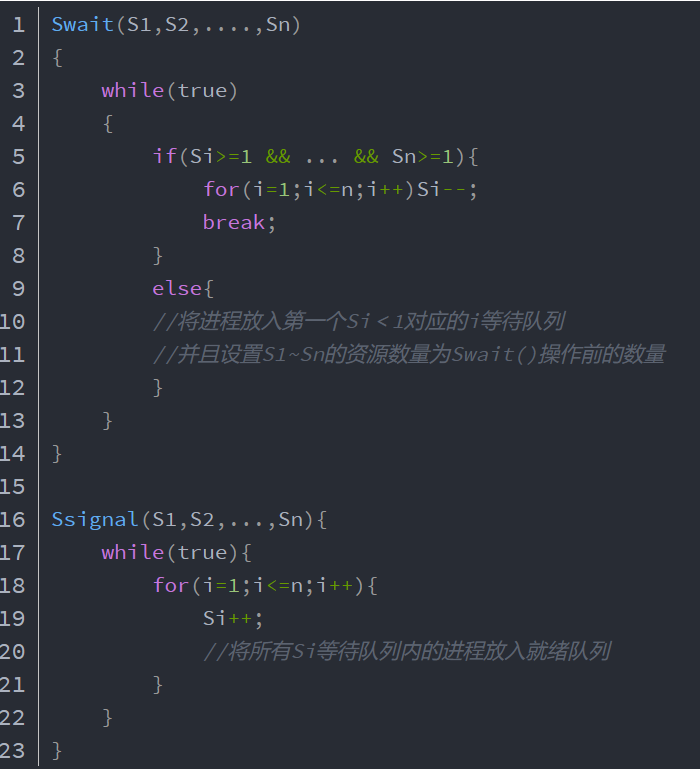 1 Swait(S1,S2,....,Sn)
2 {
3     while(true)
4     {
5         if(Si>=1 && ... && Sn>=1){
6             for(i=1;i<=n;i++)Si--;
7             break;
8         }
9         else{
10         //将进程放入第一个Si＜1对应的i等待队列
11         //并且设置S1~Sn的资源数量为Swait()操作前的数量
12         }
13     }
14 }
15
16 Ssignal(S1,S2,...,Sn){
17     while(true){
18         for(i=1;i<=n;i++){
19             Si++;
20             //将所有Si等待队列内的进程放入就绪队列
21         }
22     }
23 }